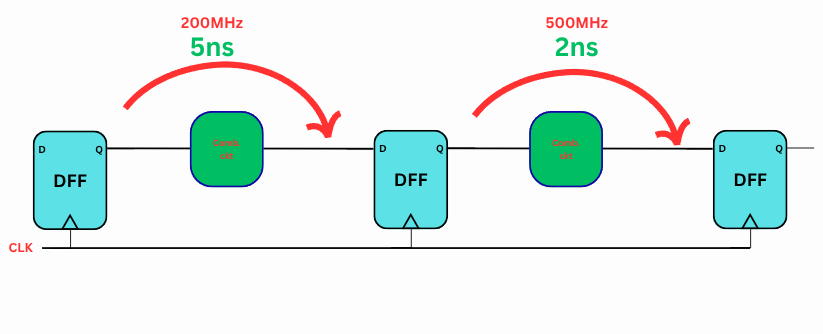 200MHz
5ns
500MHz
2ns
D
Q
DFF
Comb
ckt
D
Q
DFF
Comb
ckt
D
Q
DFF
CLK